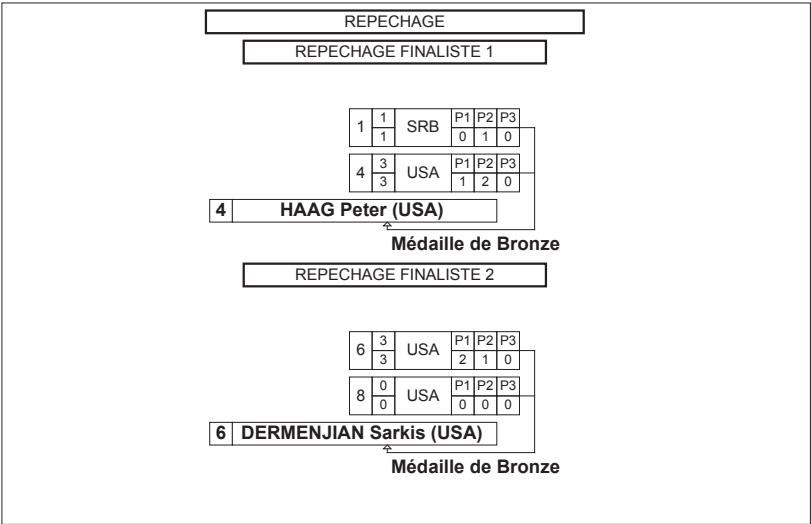 REPECHAGE
REPECHAGE FINALISTE 1
1 1 SRB P1 P2 P3
1 0 1 0
4 3 USA P1 P2 P3
3 1 2 0
4 HAAG Peter (USA)
Médaille de Bronze
REPECHAGE FINALISTE 2
6 3 USA P1 P2 P3
3 2 1 0
8 0 USA P1 P2 P3
0 0 0 0
6 DERMENJIAN Sarkis (USA)
Médaille de Bronze